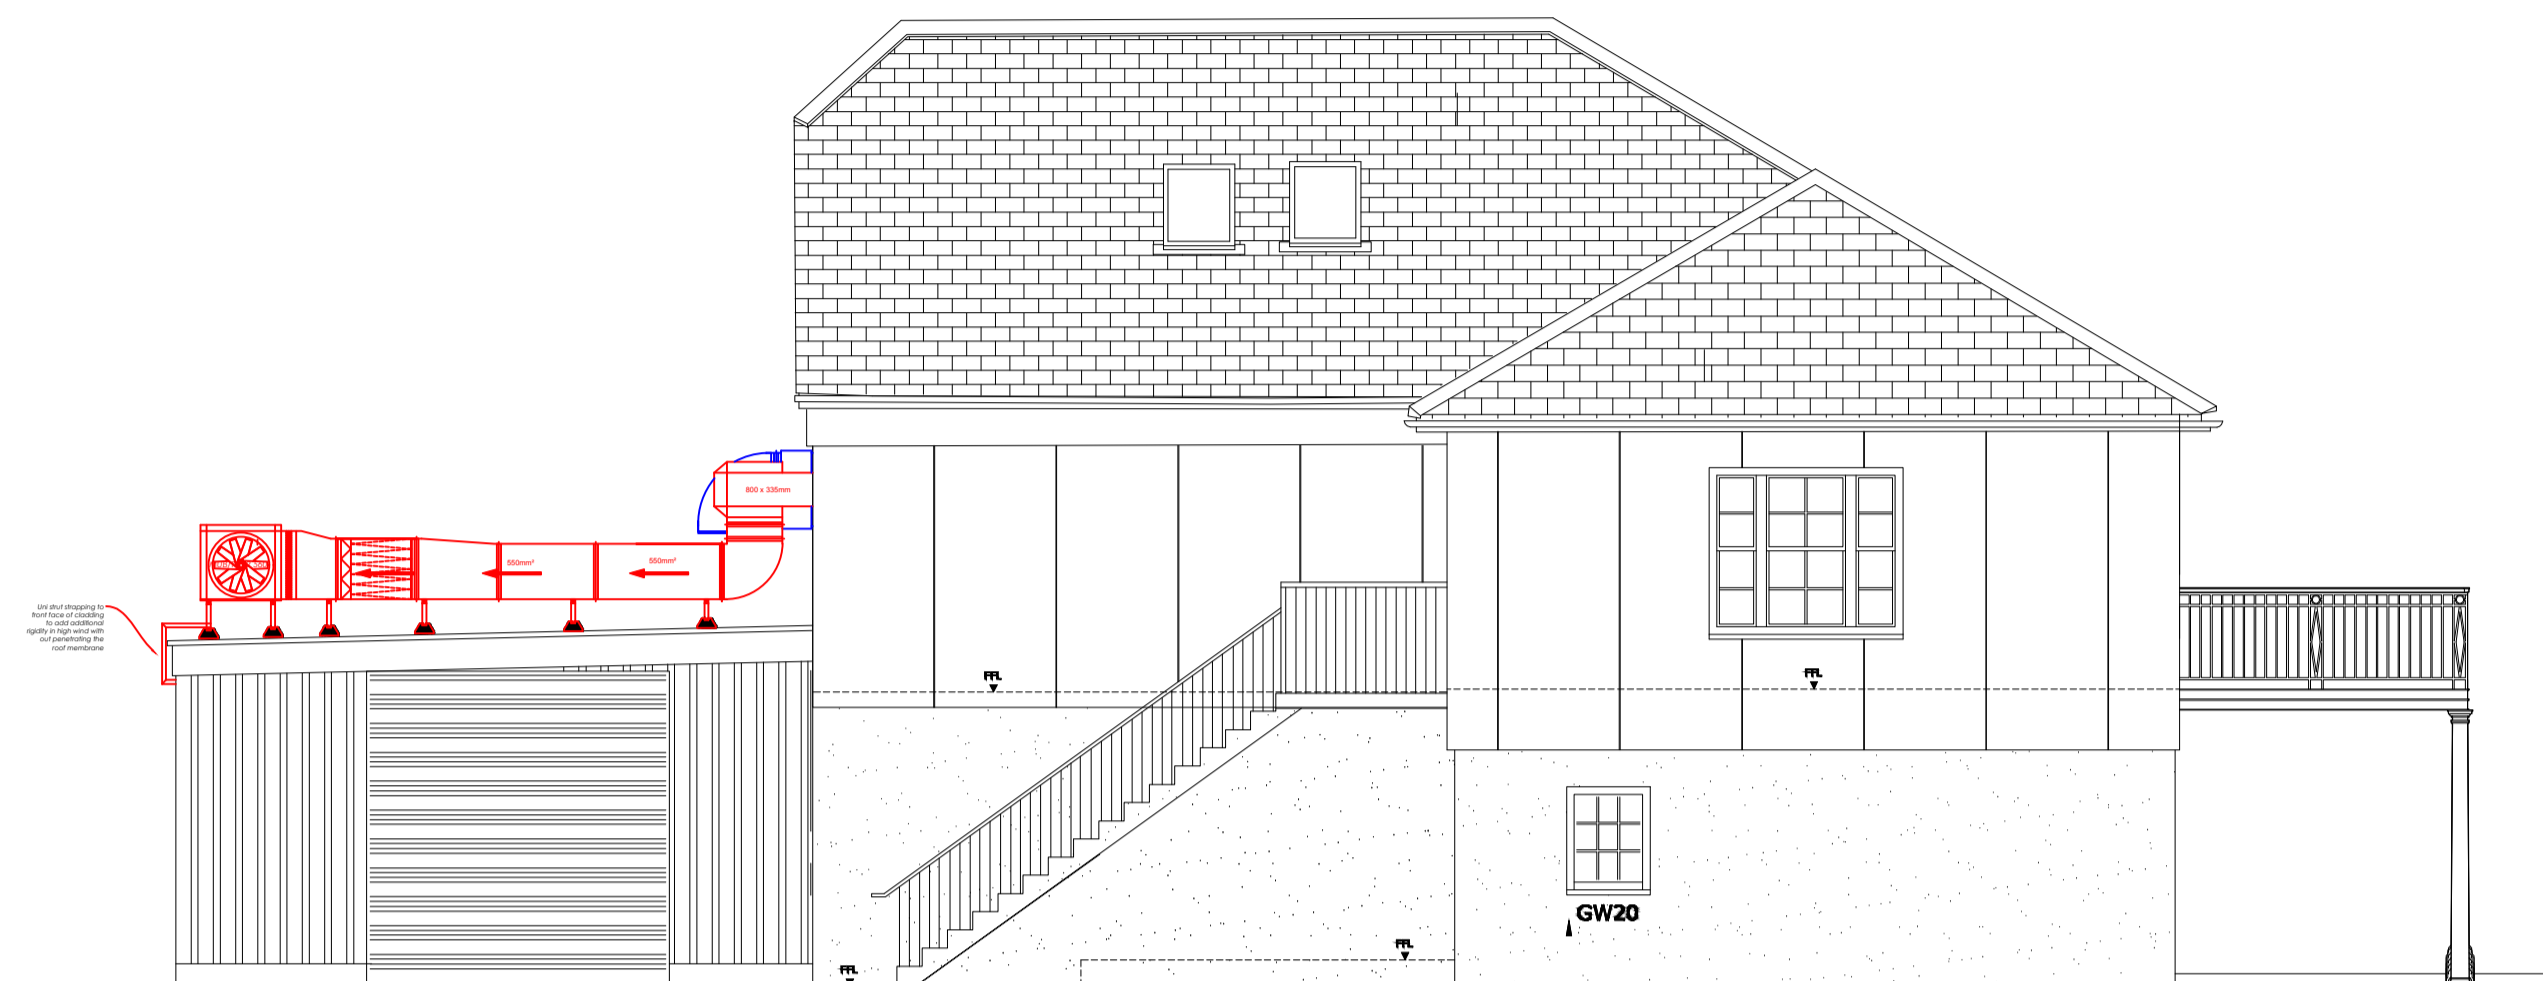 800 x 335mm
550mm²
550mm²
Uni strut strapping to
front face of cladding
to add additional
rigidity in high wind with
out penetrating the
roof membrane
FFL
FFL
GW20
FFL
FFL